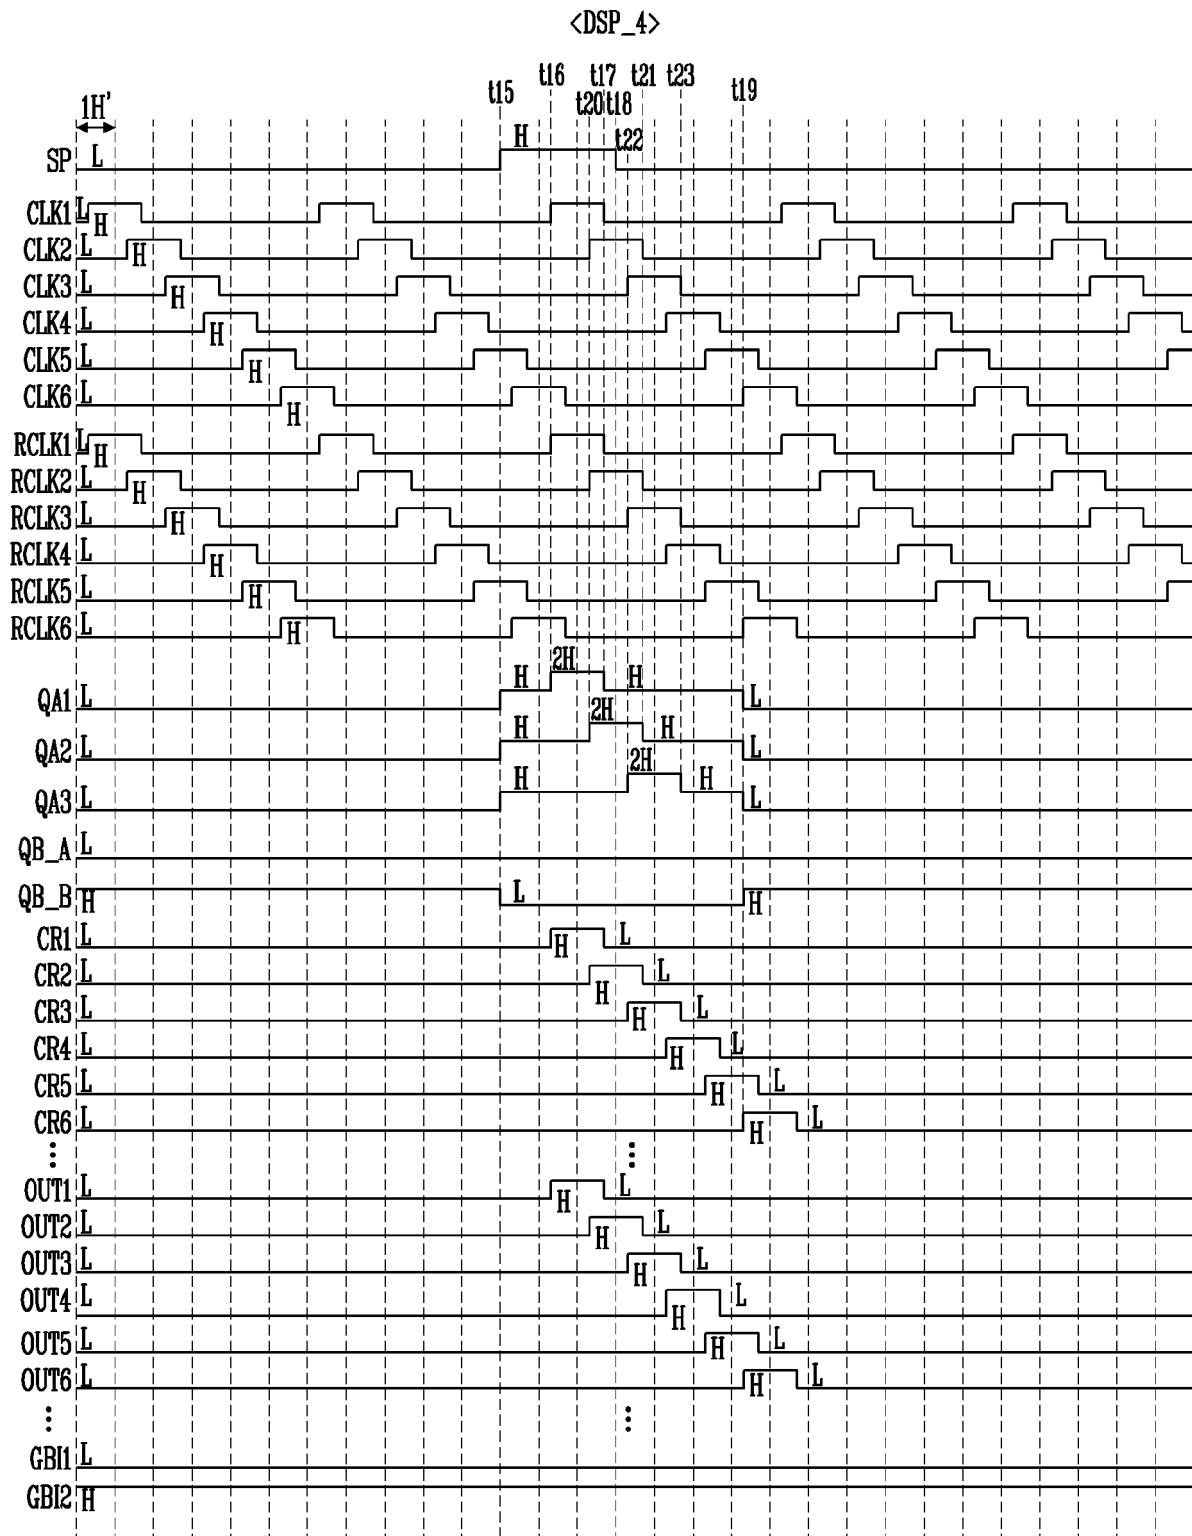 <DSP_4>
t16 t17 t21 t23
t15 t19
t20 t18
1H'
t22
SP L H
CLK1 L H
CLK2 L H
CLK3 L H
CLK4 L H
CLK5 L H
CLK6 L H
RCLK1 L H
RCLK2 L H
RCLK3 L H
RCLK4 L H
RCLK5 L H
RCLK6 L H
QA1 L H 2H H L
QA2 L H 2H H L
QA3 L H 2H H L
QB_A L
QB_B H L H
CR1 L H L
CR2 L H L
CR3 L H L
CR4 L H L
CR5 L H L
CR6 L H L
⋮ ⋮
OUT1 L H L
OUT2 L H L
OUT3 L H L
OUT4 L H L
OUT5 L H L
OUT6 L H L
⋮ ⋮
GBI1 L
GBI2 H